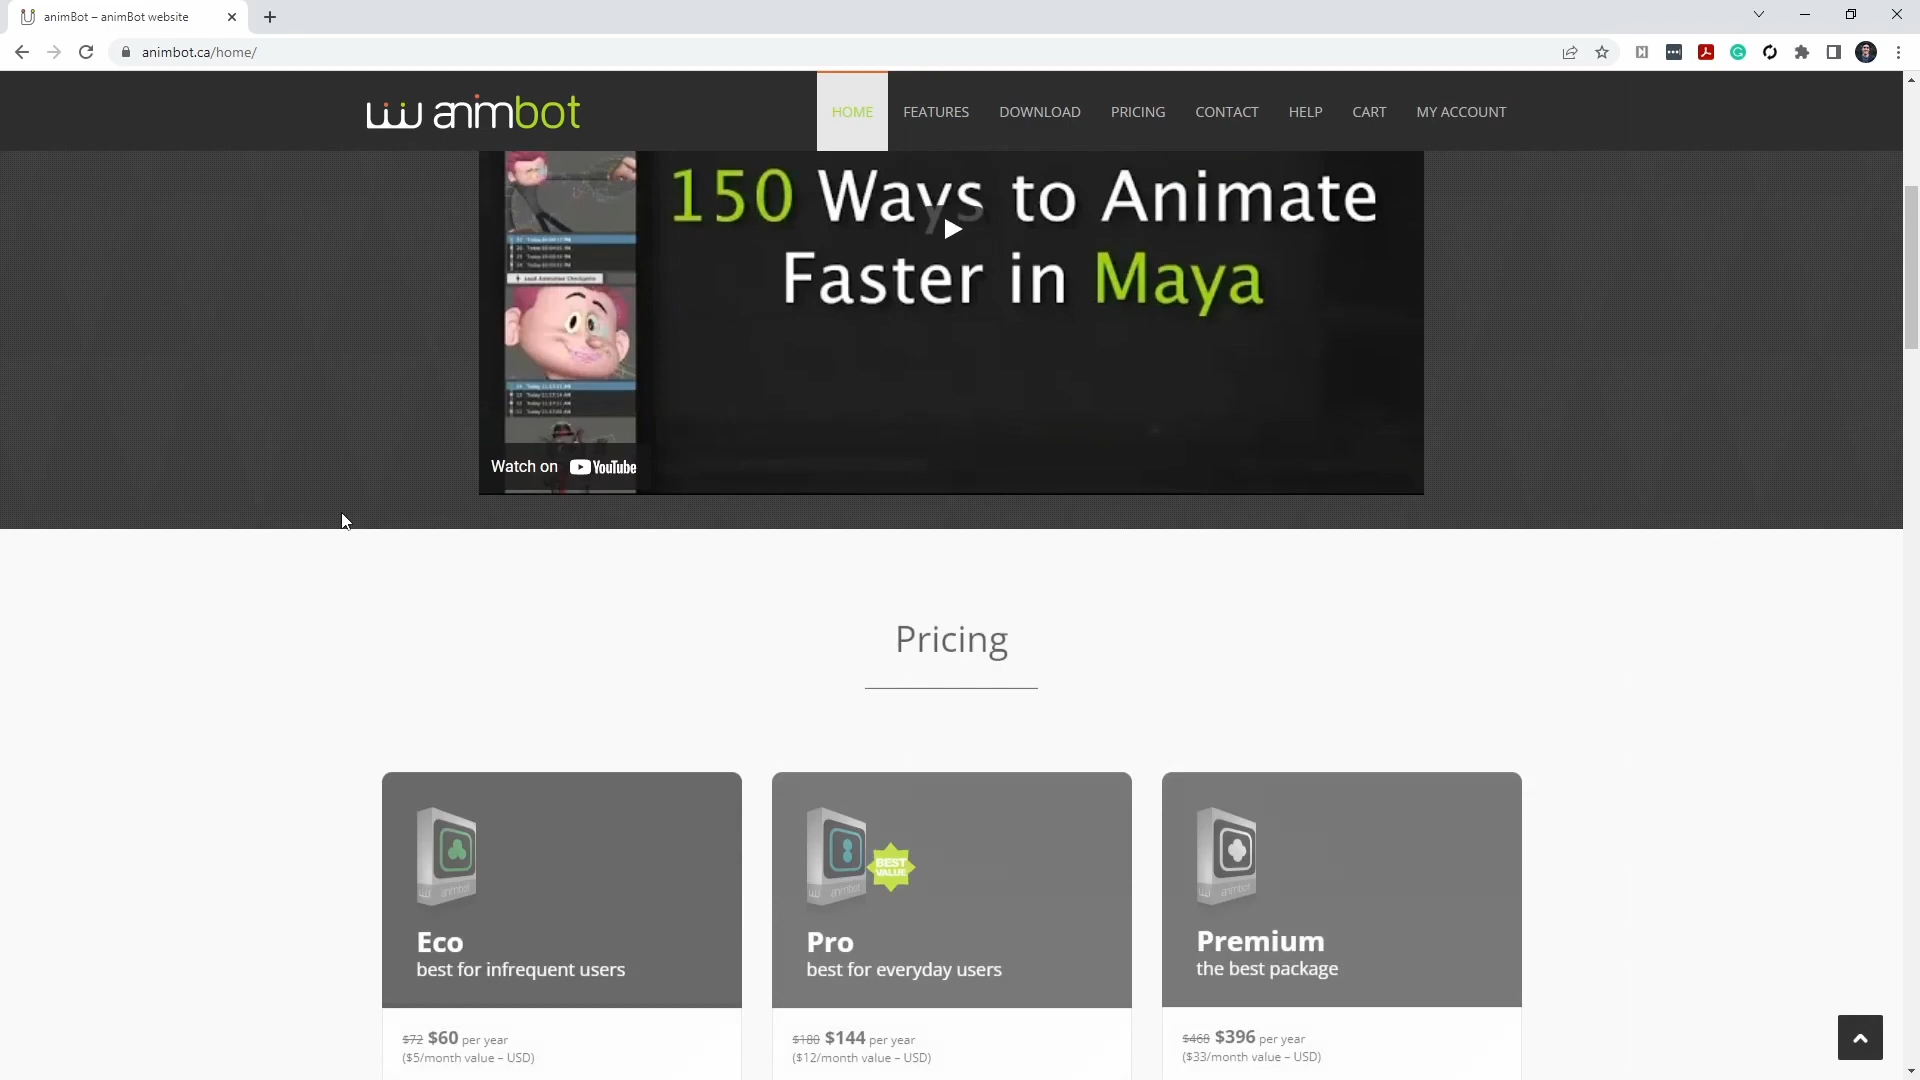 animBot – animBot website
animbot.ca/home/
animbot
HOME
FEATURES
DOWNLOAD
PRICING
CONTACT
HELP
CART
MY ACCOUNT
150 Ways to Animate
Faster in Maya
Watch on YouTube
Pricing
BEST
VALUE
Eco
best for infrequent users
Pro
best for everyday users
Premium
the best package
$72 $60 per year
($5/month value – USD)
$180 $144 per year
($12/month value – USD)
$468 $396 per year
($33/month value – USD)